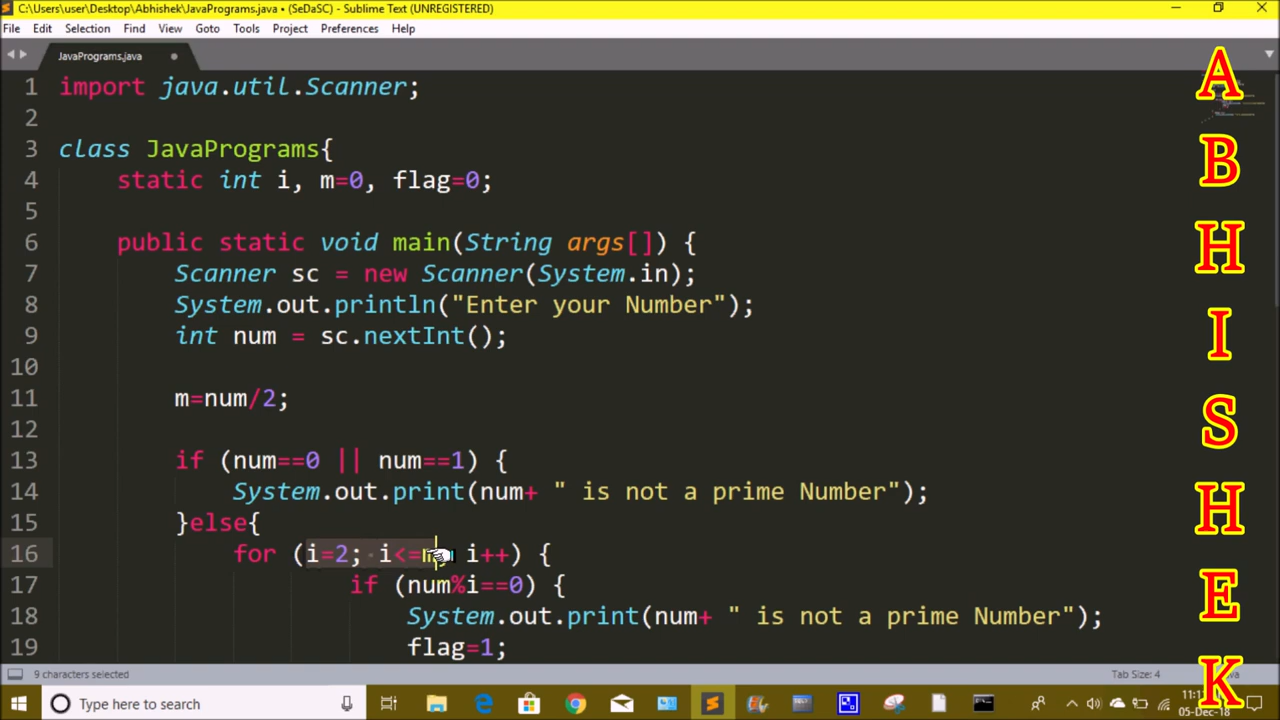 C:\Users\user\Desktop\Abhishek\JavaPrograms.java • (SeDaSC) - Sublime Text (UNREGISTERED)
File Edit Selection Find View Goto Tools Project Preferences Help
JavaPrograms.java
1 import java.util.Scanner;
2
3 class JavaPrograms{
4 static int i, m=0, flag=0;
5
6 public static void main(String args[]) {
7 Scanner sc = new Scanner(System.in);
8 System.out.println("Enter your Number");
9 int num = sc.nextInt();
10
11 m=num/2;
12
13 if (num==0 || num==1) {
14 System.out.print(num+ " is not a prime Number");
15 }else{
16 for (i=2; i<= i++) {
17 if (num%i==0) {
18 System.out.print(num+ " is not a prime Number");
19 flag=1;
9 characters selected
Tab Size: 4
Type here to search
05-Dec-18
A
B
H
I
S
H
E
K